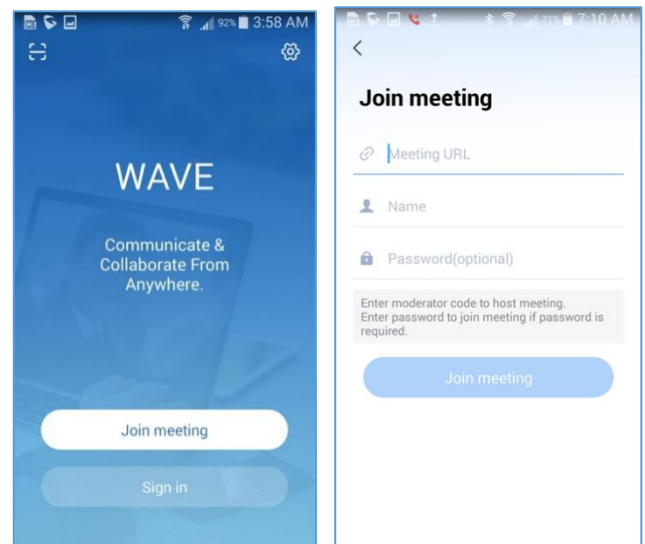 92% 3:58 AM
WAVE
Communicate &
Collaborate From
Anywhere.
Join meeting
Sign in
71% 7:10 AM
Join meeting
Meeting URL
Name
Password(optional)
Enter moderator code to host meeting.
Enter password to join meeting if password is
required.
Join meeting